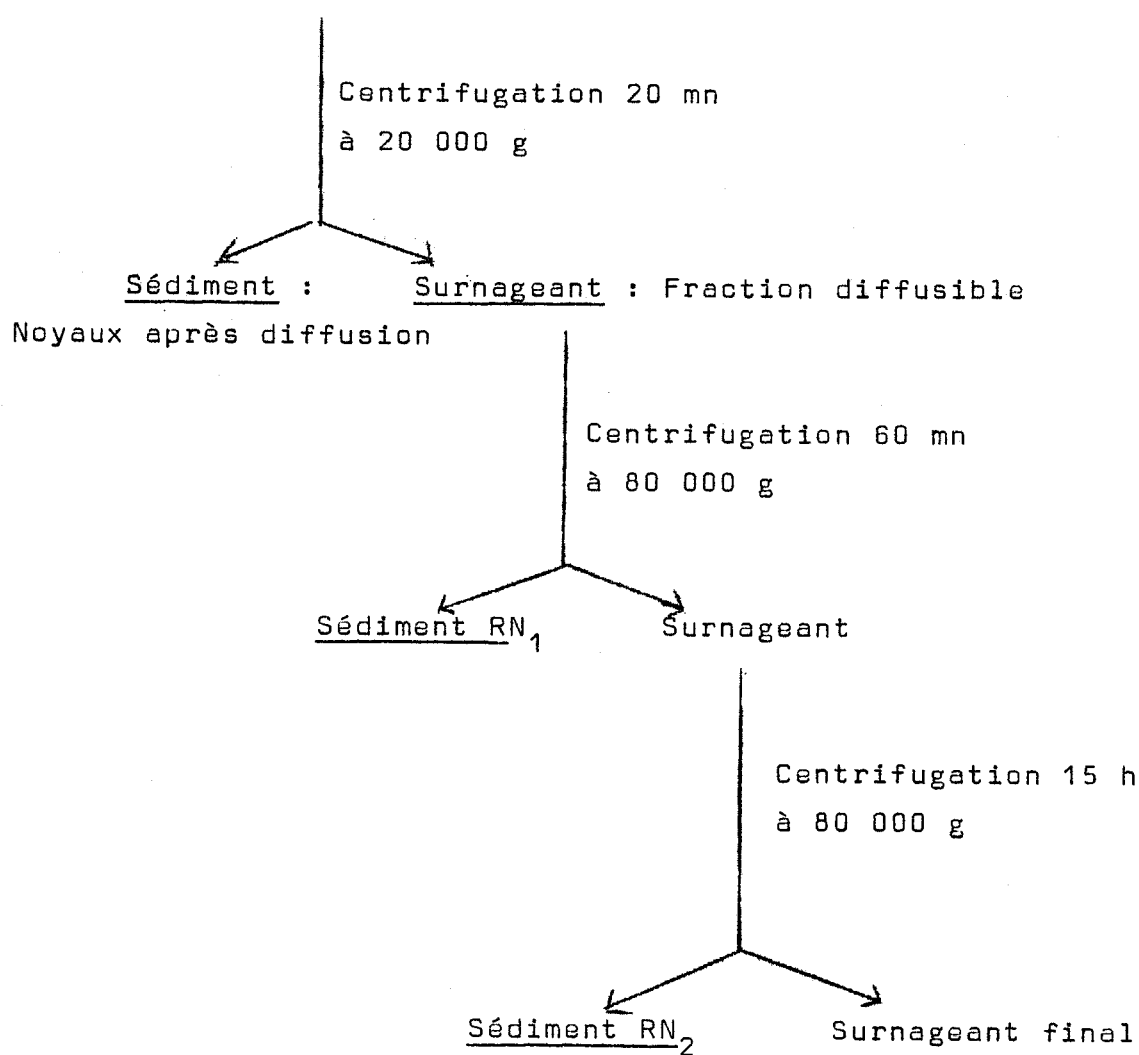 Centrifugation 20 mn
à 20 000 g
Sédiment : Surnageant : Fraction diffusible
Noyaux après diffusion
Centrifugation 60 mn
à 80 000 g
Sédiment RN₁ Surnageant
Centrifugation 15 h
à 80 000 g
Sédiment RN₂ Surnageant final